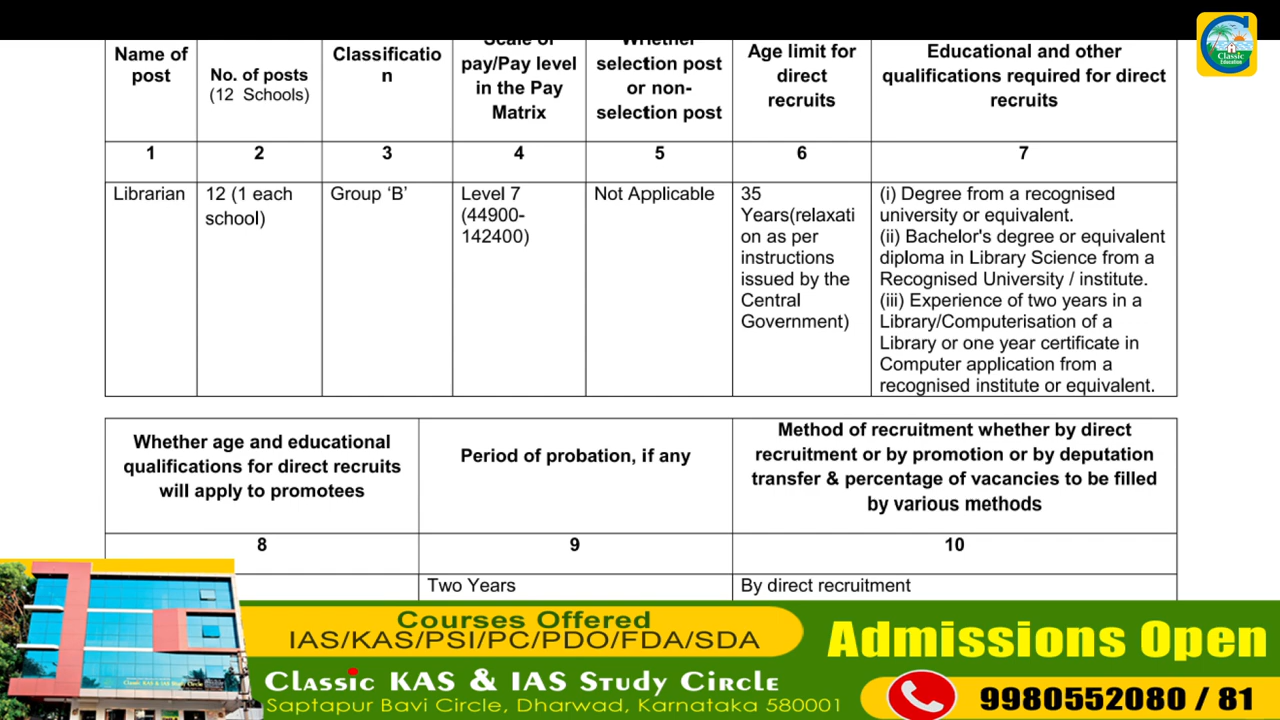 Classic
Education
Name of
post
No. of posts
(12 Schools)
Classificatio
n
Scale of
pay/Pay level
in the Pay
Matrix
Whether
selection post
or non-
selection post
Age limit for
direct
recruits
Educational and other
qualifications required for direct
recruits
1
2
3
4
5
6
7
Librarian
12 (1 each
school)
Group ‘B’
Level 7
(44900-
142400)
Not Applicable
35
Years(relaxati
on as per
instructions
issued by the
Central
Government)
(i) Degree from a recognised
university or equivalent.
(ii) Bachelor's degree or equivalent
diploma in Library Science from a
Recognised University / institute.
(iii) Experience of two years in a
Library/Computerisation of a
Library or one year certificate in
Computer application from a
recognised institute or equivalent.
Whether age and educational
qualifications for direct recruits
will apply to promotees
Period of probation, if any
Method of recruitment whether by direct
recruitment or by promotion or by deputation
transfer & percentage of vacancies to be filled
by various methods
8
9
10
Two Years
By direct recruitment
Courses Offered
IAS/KAS/PSI/PC/PDO/FDA/SDA
Classic KAS & IAS Study Circle
Saptapur Bavi Circle, Dharwad, Karnataka 580001
Admissions Open
9980552080 / 81